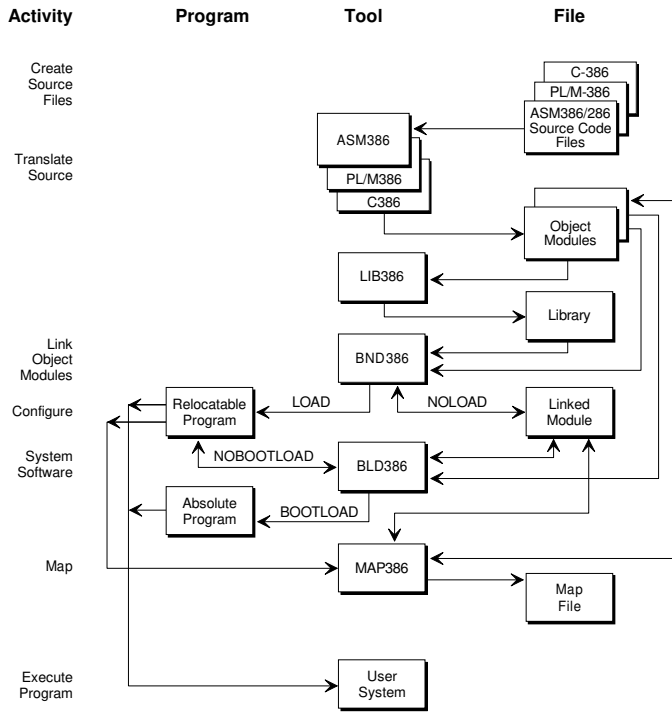 Activity Program Tool File
Create
Source
Files
C-386
PL/M-386
ASM386/286
Source Code
Files
Translate
Source
ASM386
PL/M386
C386
Object
Modules
LIB386
Library
Link
Object
Modules
BND386
Configure
Relocatable
Program
LOAD
NOLOAD
Linked
Module
System
Software
NOBOOTLOAD
BLD386
Absolute
Program
BOOTLOAD
Map
MAP386
Map
File
Execute
Program
User
System